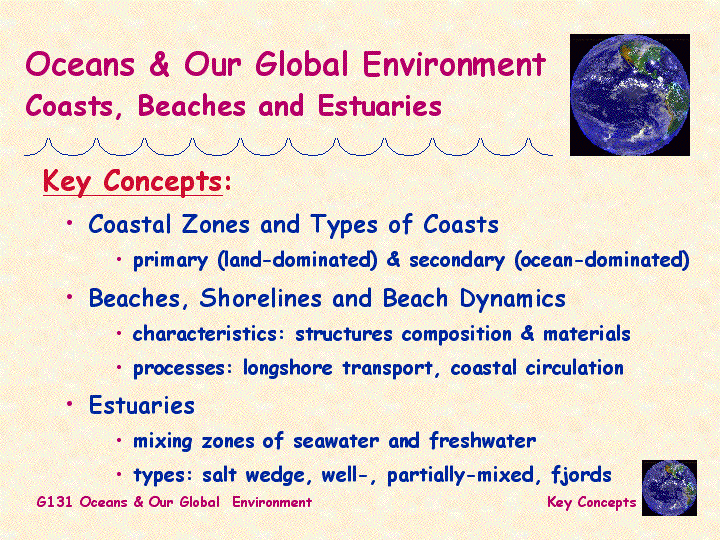 Oceans & Our Global Environment
Coasts, Beaches and Estuaries
Key Concepts:
• Coastal Zones and Types of Coasts
• primary (land-dominated) & secondary (ocean-dominated)
• Beaches, Shorelines and Beach Dynamics
• characteristics: structures composition & materials
• processes: longshore transport, coastal circulation
• Estuaries
• mixing zones of seawater and freshwater
• types: salt wedge, well-, partially-mixed, fjords
G131 Oceans & Our Global Environment Key Concepts